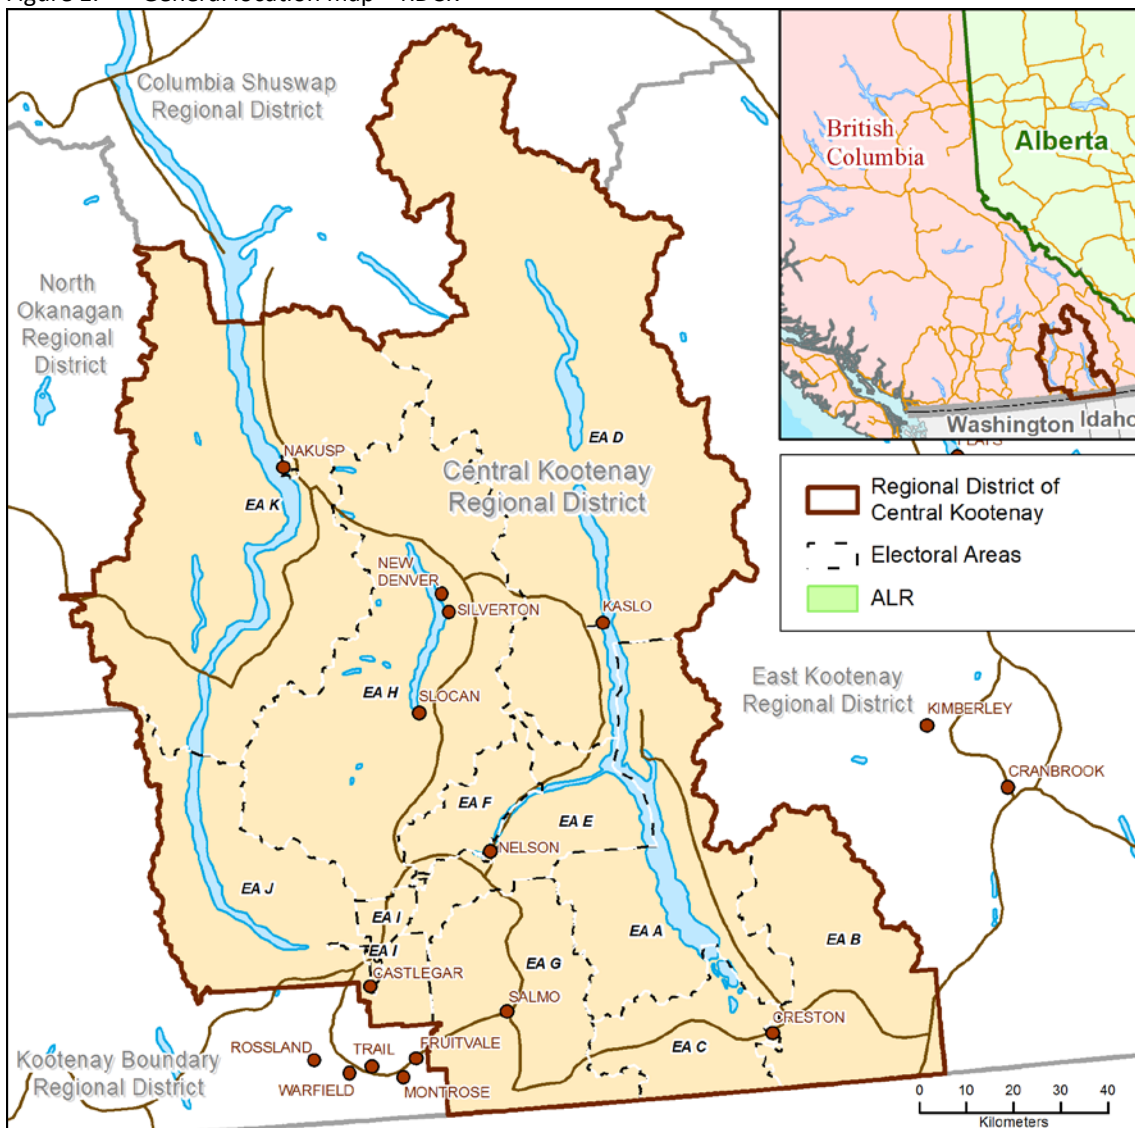 Columbia Shuswap
Regional District
British
Columbia
Alberta
Washington
Idaho
North
Okanagan
Regional
District
EA D
NAKUSP
Central Kootenay
Regional District
EA K
Regional District of
Central Kootenay
Electoral Areas
ALR
NEW
DENVER
SILVERTON
KASLO
East Kootenay
Regional District
EA H
SLOCAN
KIMBERLEY
CRANBROOK
EA F
EA E
NELSON
EA J
EA I
EA I
EA A
EA B
EA G
CASTLEGAR
SALMO
CRESTON
EA C
ROSSLAND
TRAIL
FRUITVALE
Kootenay Boundary
Regional District
WARFIELD
MONTROSE
0 10 20 30 40
Kilometers